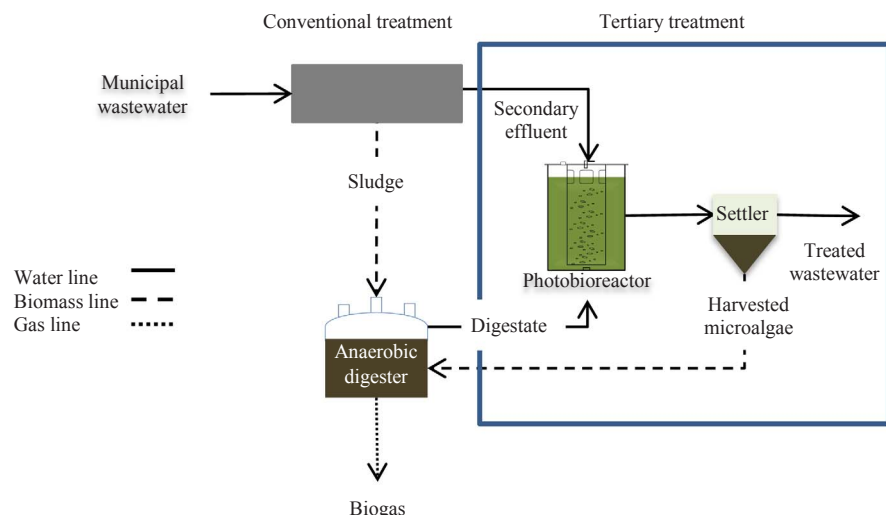 Conventional treatment
Tertiary treatment
Municipal
wastewater
Secondary
effluent
Sludge
Settler
Treated
wastewater
Photobioreactor
Water line
Biomass line
Gas line
Harvested
microalgae
Digestate
Anaerobic
digester
Biogas